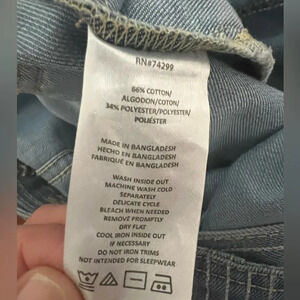 RN#74299
66% COTTON/
ALGODON/COTON/
34% POLYESTER/POLYESTER/
POLIÉSTER
MADE IN BANGLADESH
HECHO EN BANGLADESH
FABRIQUÉ EN BANGLADESH
WASH INSIDE OUT
MACHINE WASH COLD
SEPARATELY
DELICATE CYCLE
BLEACH WHEN NEEDED
REMOVE PROMPTLY
DRY FLAT
COOL IRON INSIDE OUT
IF NECESSARY
DO NOT IRON TRIMS
NOT INTENDED FOR SLEEPWEAR